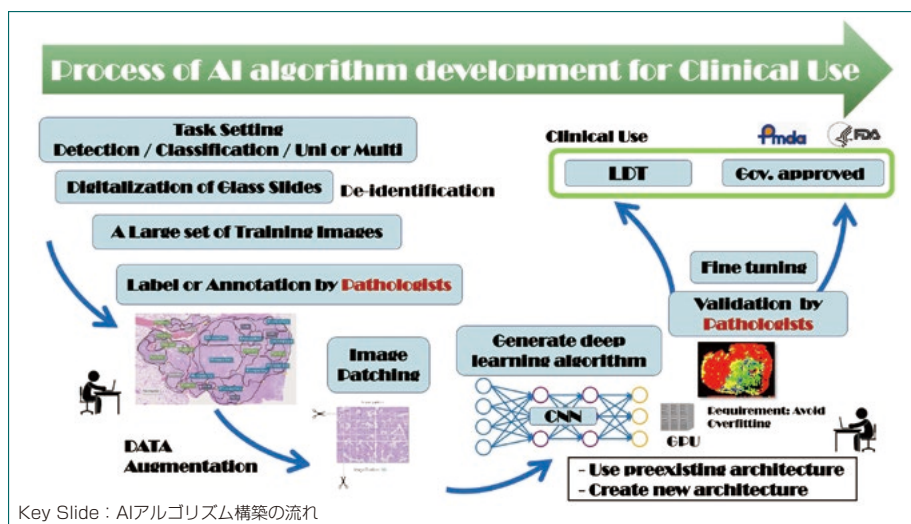 Process of AI algorithm development for Clinical Use
Task Setting
Detection / Classification / Uni or Multi
Digitalization of Glass Slides
De-identification
A Large set of Training Images
Label or Annotation by Pathologists
Image
Patching
DATA
Augmentation
Generate deep
learning algorithm
CNN
GPU
Requirement: Avoid
Overfitting
- Use preexisting architecture
- Create new architecture
Validation by
Pathologists
Fine tuning
Clinical Use
Pmda
FDA
LDT
Gov. approved
Key Slide：AIアルゴリズム構築の流れ